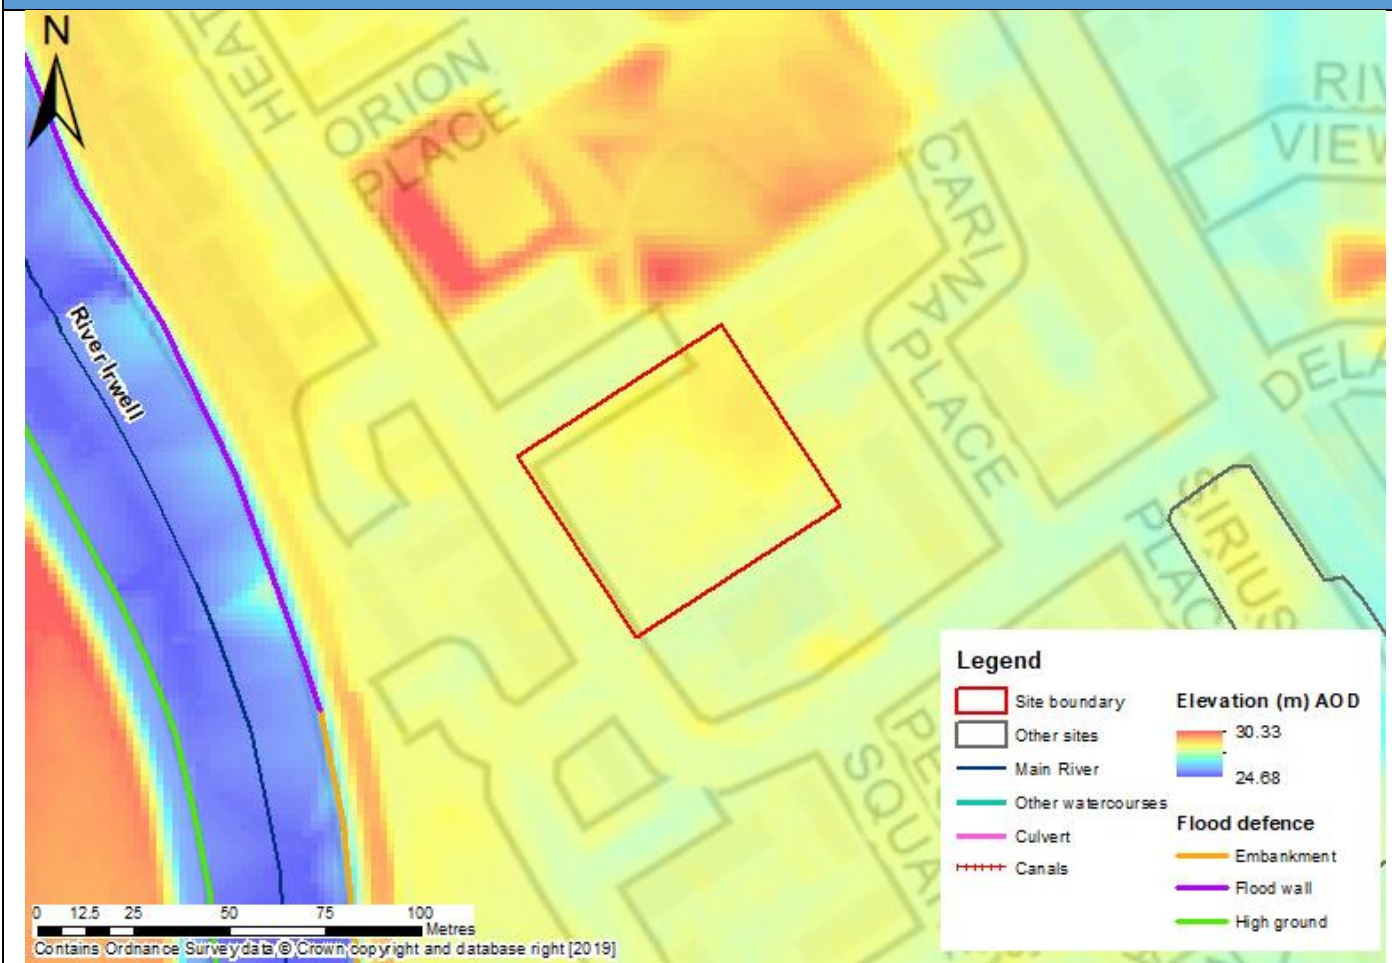 N
HEAT
ORION
PLACE
CARI
NA
PLACE
RIV
VIEW
DELA
SIRIUS
PLAC
PE
SQUA
River Irwell
Legend
Site boundary
Other sites
Main River
Other watercourses
Culvert
Canals
Elevation (m) AOD
30.33
24.68
Flood defence
Embankment
Flood wall
High ground
0 12.5 25 50 75 100
Metres
Contains Ordnance Survey data © Crown copyright and database right [2019]